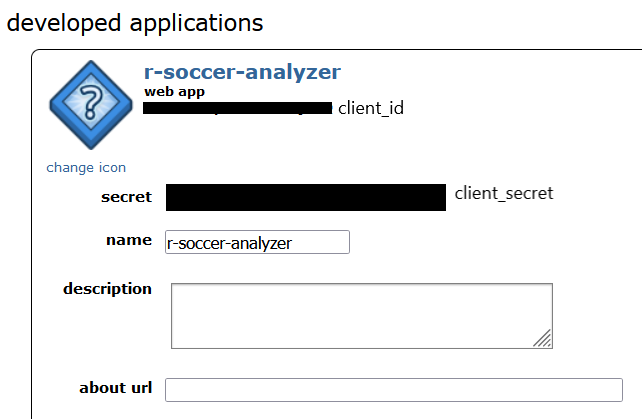 developed applications
r-soccer-analyzer
web app
client_id
change icon
secret client_secret
name r-soccer-analyzer
description
about url